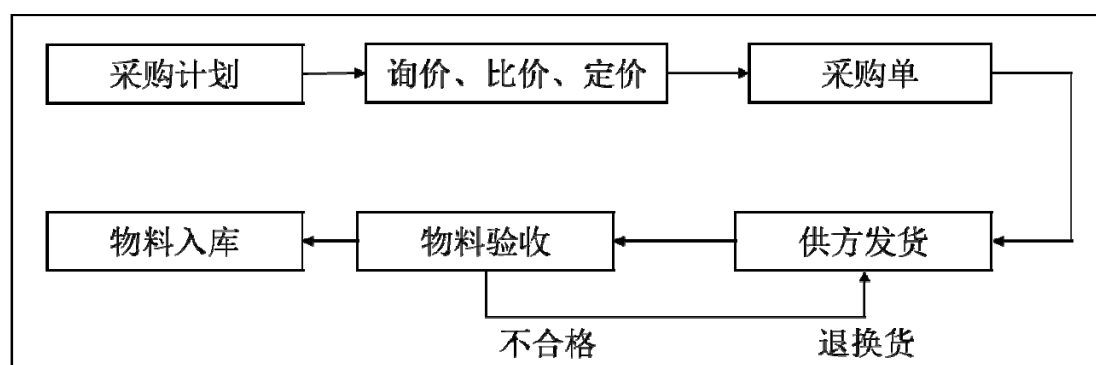 采购计划
询价、比价、定价
采购单
物料入库
物料验收
供方发货
不合格
退换货